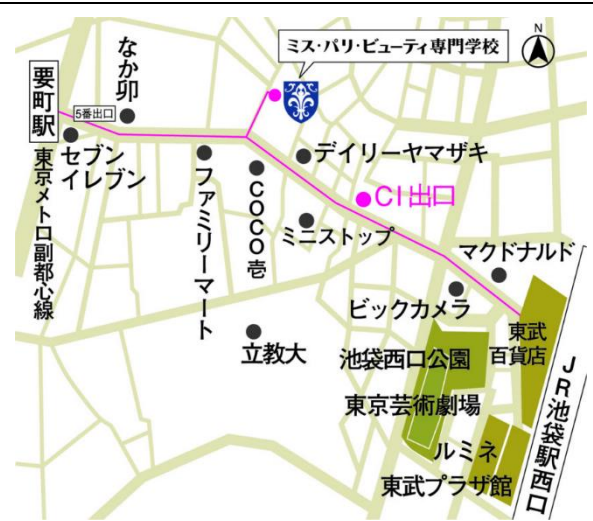 ミス・パリ・ビューティ専門学校
N
なか卯
要町駅
5番出口
セブン
イレブン
デイリーヤマザキ
CI出口
東京メトロ副都心線
ファミリーマート
COCO壱
ミニストップ
マクドナルド
ビックカメラ
立教大
東武
百貨店
池袋西口公園
JR池袋駅西口
東京芸術劇場
ルミネ
東武プラザ館